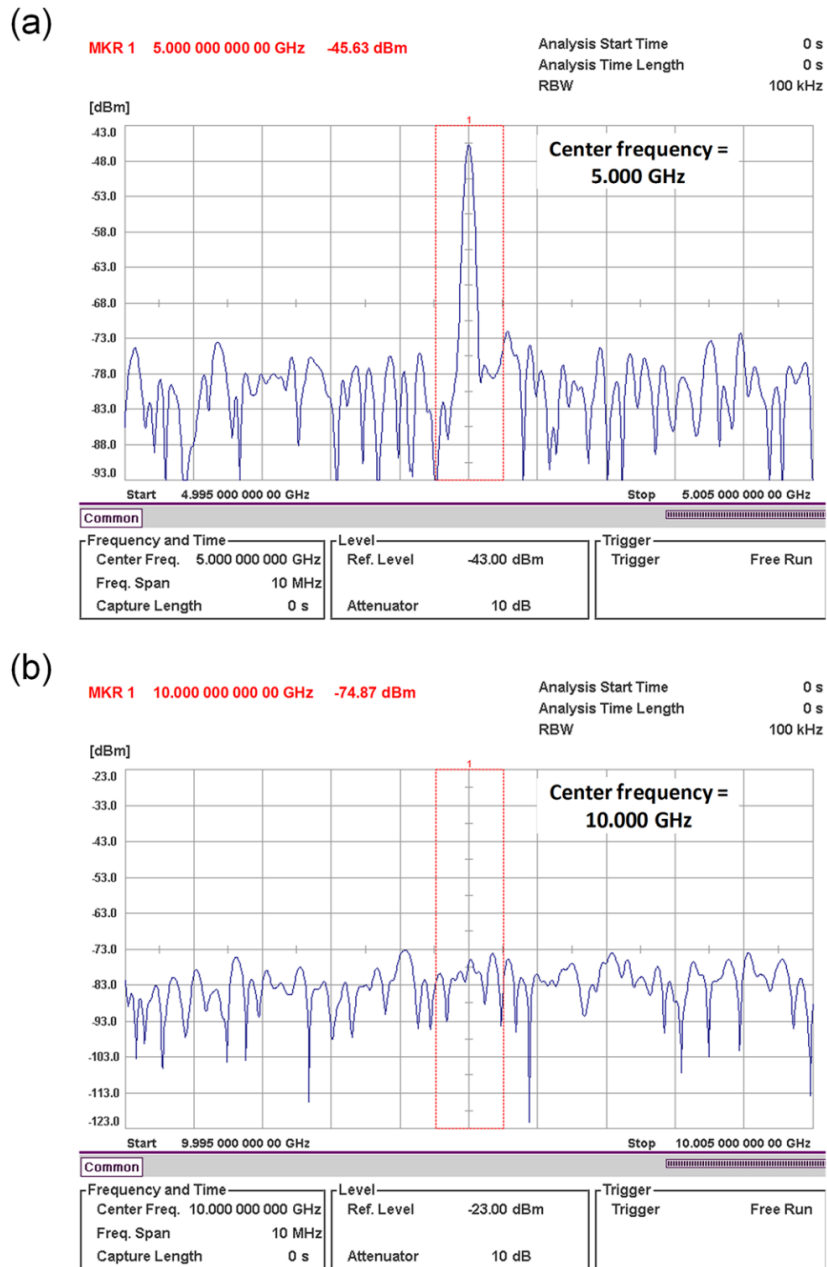 (a)
MKR 1 5.000 000 000 00 GHz -45.63 dBm
Analysis Start Time 0 s
Analysis Time Length 0 s
RBW 100 kHz
[dBm]
1
-43.0
-48.0
-53.0
-58.0
-63.0
-68.0
-73.0
-78.0
-83.0
-88.0
-93.0
Center frequency =
5.000 GHz
Start 4.995 000 000 00 GHz Stop 5.005 000 000 00 GHz
Common
Frequency and Time Level Trigger
Center Freq. 5.000 000 000 GHz Ref. Level -43.00 dBm Trigger Free Run
Freq. Span 10 MHz
Capture Length 0 s Attenuator 10 dB
(b)
MKR 1 10.000 000 000 00 GHz -74.87 dBm
Analysis Start Time 0 s
Analysis Time Length 0 s
RBW 100 kHz
[dBm]
1
-23.0
-33.0
-43.0
-53.0
-63.0
-73.0
-83.0
-93.0
-103.0
-113.0
-123.0
Center frequency =
10.000 GHz
Start 9.995 000 000 00 GHz Stop 10.005 000 000 00 GHz
Common
Frequency and Time Level Trigger
Center Freq. 10.000 000 000 GHz Ref. Level -23.00 dBm Trigger Free Run
Freq. Span 10 MHz
Capture Length 0 s Attenuator 10 dB